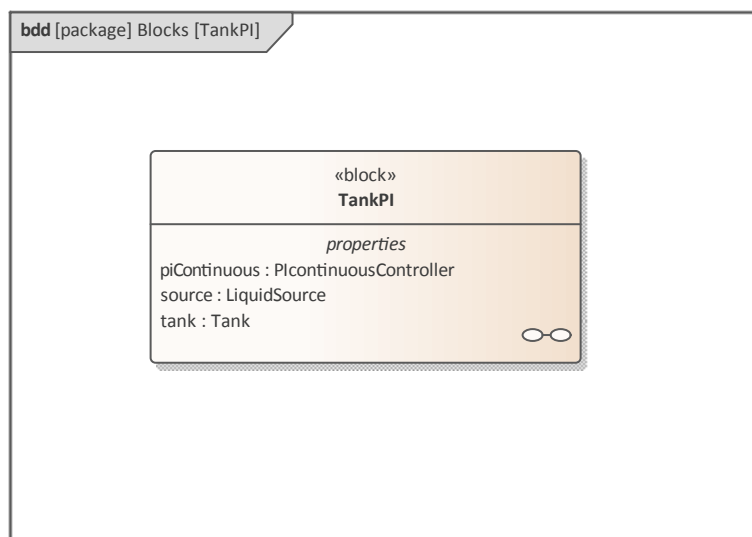 bdd [package] Blocks [TankPI]
«block»
TankPI
properties
piContinuous : PIcontinuousController
source : LiquidSource
tank : Tank